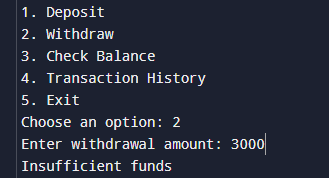 1. Deposit
2. Withdraw
3. Check Balance
4. Transaction History
5. Exit
Choose an option: 2
Enter withdrawal amount: 3000
Insufficient funds